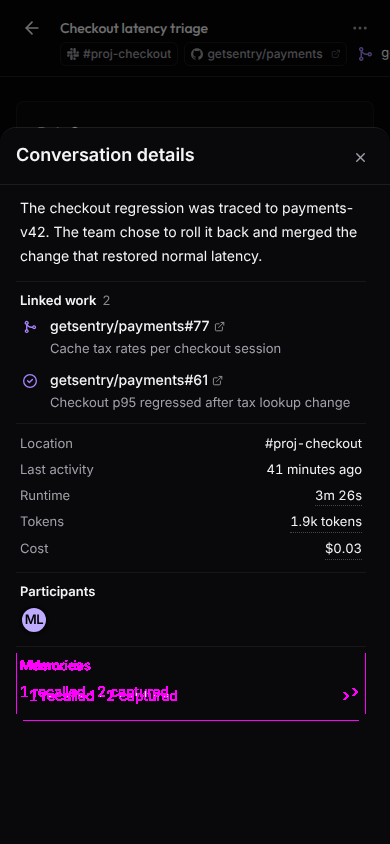 Checkout latency triage
#proj-checkout getsentry/payments g
Conversation details
The checkout regression was traced to payments-
v42. The team chose to roll it back and merged the
change that restored normal latency.
Linked work 2
getsentry/payments#77
Cache tax rates per checkout session
getsentry/payments#61
Checkout p95 regressed after tax lookup change
Location #proj-checkout
Last activity 41 minutes ago
Runtime 3m 26s
Tokens 1.9k tokens
Cost $0.03
Participants
ML
Memories
1 recalled · 2 captured